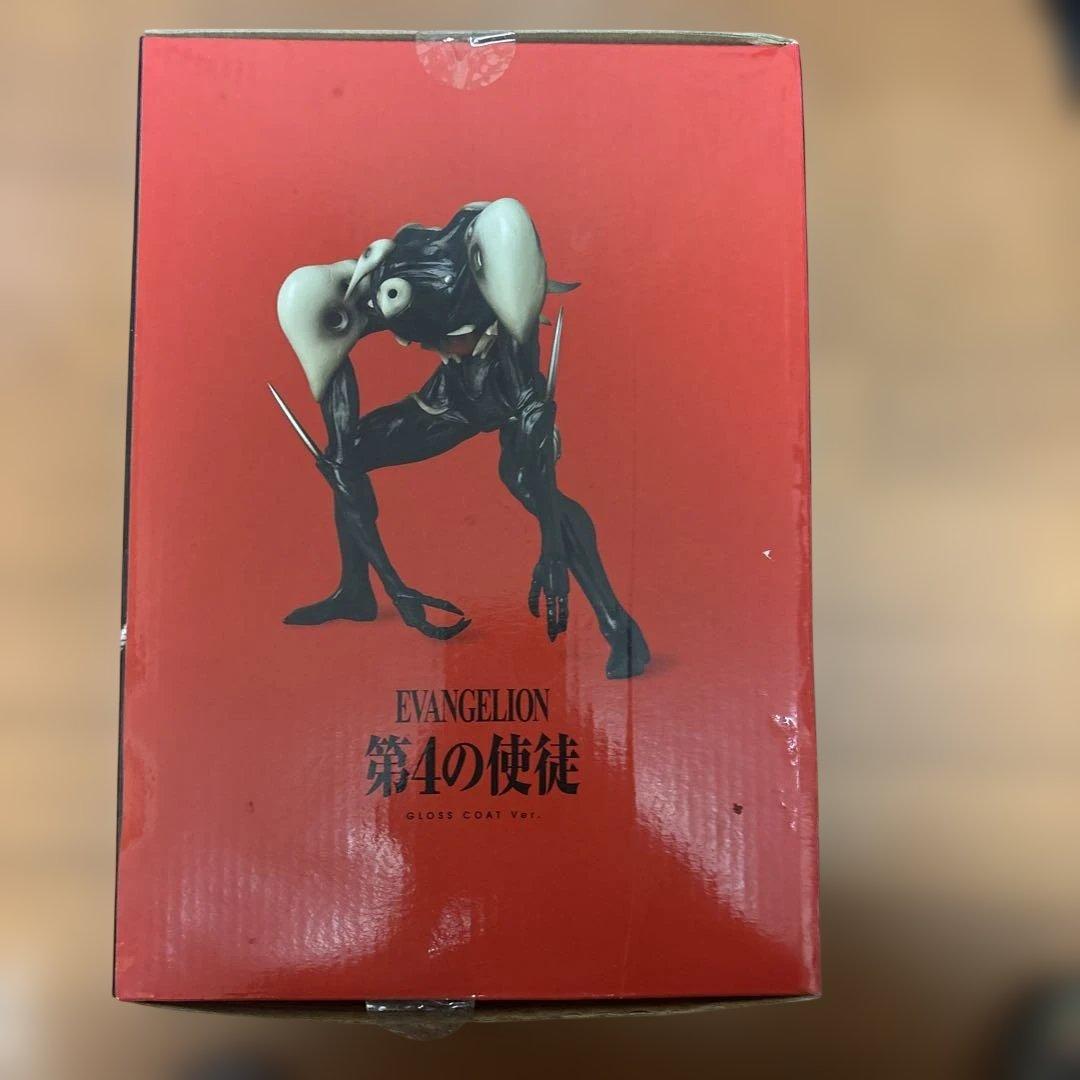 EVANGELION
第4の使徒
GLOSS COAT Ver.